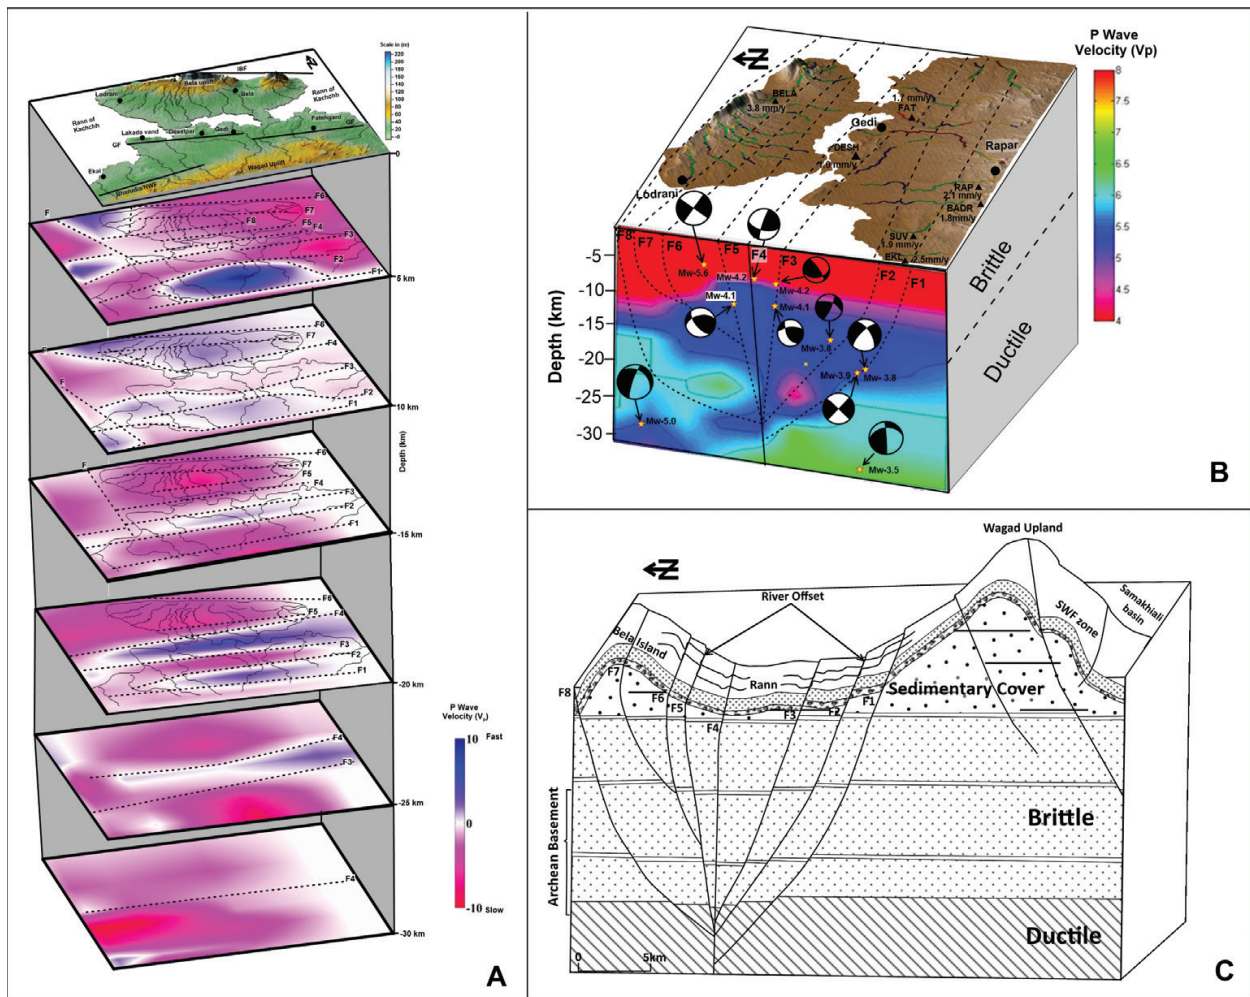 Scale in (m)
220
200
180
160
140
120
100
80
60
40
20
-0
N
IBF
Bela uplift
Lodrani
Bela
Rann of
Kachchh
Rann of
Kachchh
Fatehgard
Lakada vand
Desalpar
Gedi
GF
GF
Ekal
Bharudia/NWF
Wagad Uplift
0
F
F6
F7
F8
F5
F4
F3
F2
F1
5 km
F6
F7
F4
F3
F
F2
F1
-10 km
Depth (km)
F
F6
F7
F5
F4
F3
F2
F1
-15 km
F6
F5
F4
F3
F2
F1
-20 km
P Wave
Velocity (Vp)
10
Fast
0
-10
Slow
F4
F3
-25 km
F4
-30 km
A
P Wave
Velocity (Vp)
8
7.5
7
6.5
6
5.5
5
4.5
4
N
BELA
3.8 mm/y
1.7 mm/y
FAT
Gedi
DESH
Rapar
Lodrani
RAP
2.1 mm/y
BADR
1.8mm/y
SUV
1.9 mm/y
EKL
2.5mm/y
Brittle
Ductile
F8
F7
F6
F5
F4
F3
F2
F1
Depth (km)
-5
-10
-15
-20
-25
-30
Mw-5.6
Mw-4.2
Mw-4.2
Mw-4.1
Mw-4.1
Mw-3.8
Mw-3.9
Mw- 3.8
Mw-5.0
Mw-3.5
B
Wagad Upland
N
River Offset
Samakhiali
basin
SWF zone
Bela Island
Rann
Sedimentary Cover
F8
F7
F6
F5
F4
F3
F2
F1
Archean Basement
Brittle
Ductile
0
5km
C